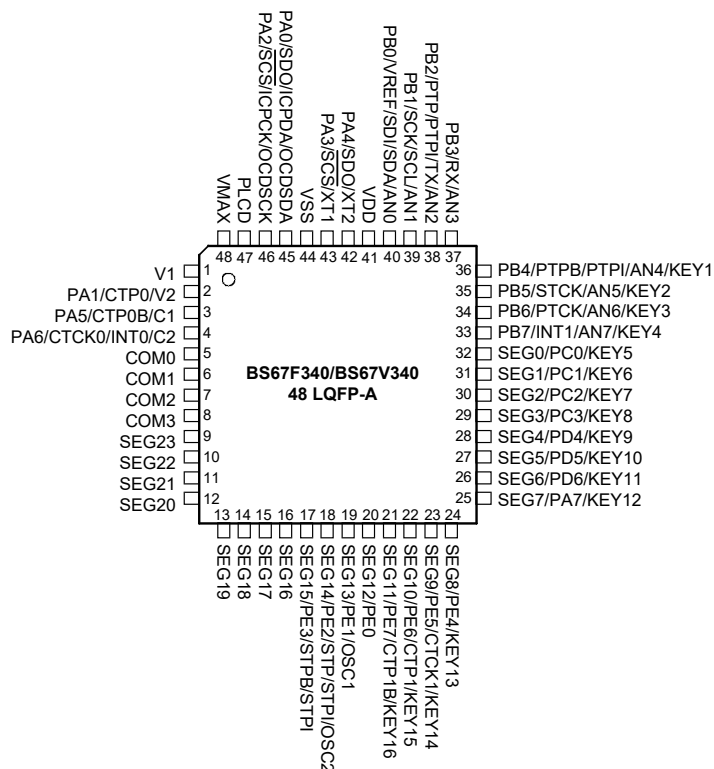 PA2/SCS/ICPCK/OCDSCK
PA0/SDO/ICPDA/OCDSDA
PB0/VREF/SDI/SDA/AN0
PB1/SCK/SCL/AN1
PB2/PTP/PTPI/TX/AN2
PB3/RX/AN3
PA3/SCS/XT1
PA4/SDO/XT2
VMAX
PLCD
VSS
VDD
48 47 46 45 44 43 42 41 40 39 38 37
V1 1
PA1/CTP0/V2 2
PA5/CTP0B/C1 3
PA6/CTCK0/INT0/C2 4
COM0 5
COM1 6
COM2 7
COM3 8
SEG23 9
SEG22 10
SEG21 11
SEG20 12
BS67F340/BS67V340
48 LQFP-A
36 PB4/PTPB/PTPI/AN4/KEY1
35 PB5/STCK/AN5/KEY2
34 PB6/PTCK/AN6/KEY3
33 PB7/INT1/AN7/KEY4
32 SEG0/PC0/KEY5
31 SEG1/PC1/KEY6
30 SEG2/PC2/KEY7
29 SEG3/PC3/KEY8
28 SEG4/PD4/KEY9
27 SEG5/PD5/KEY10
26 SEG6/PD6/KEY11
25 SEG7/PA7/KEY12
13 14 15 16 17 18 19 20 21 22 23 24
SEG19
SEG18
SEG17
SEG16
SEG15/PE3/STPB/STPI
SEG14/PE2/STP/STPI/OSC2
SEG13/PE1/OSC1
SEG12/PE0
SEG11/PE7/CTP1B/KEY16
SEG10/PE6/CTP1/KEY15
SEG9/PE5/CTCK1/KEY14
SEG8/PE4/KEY13